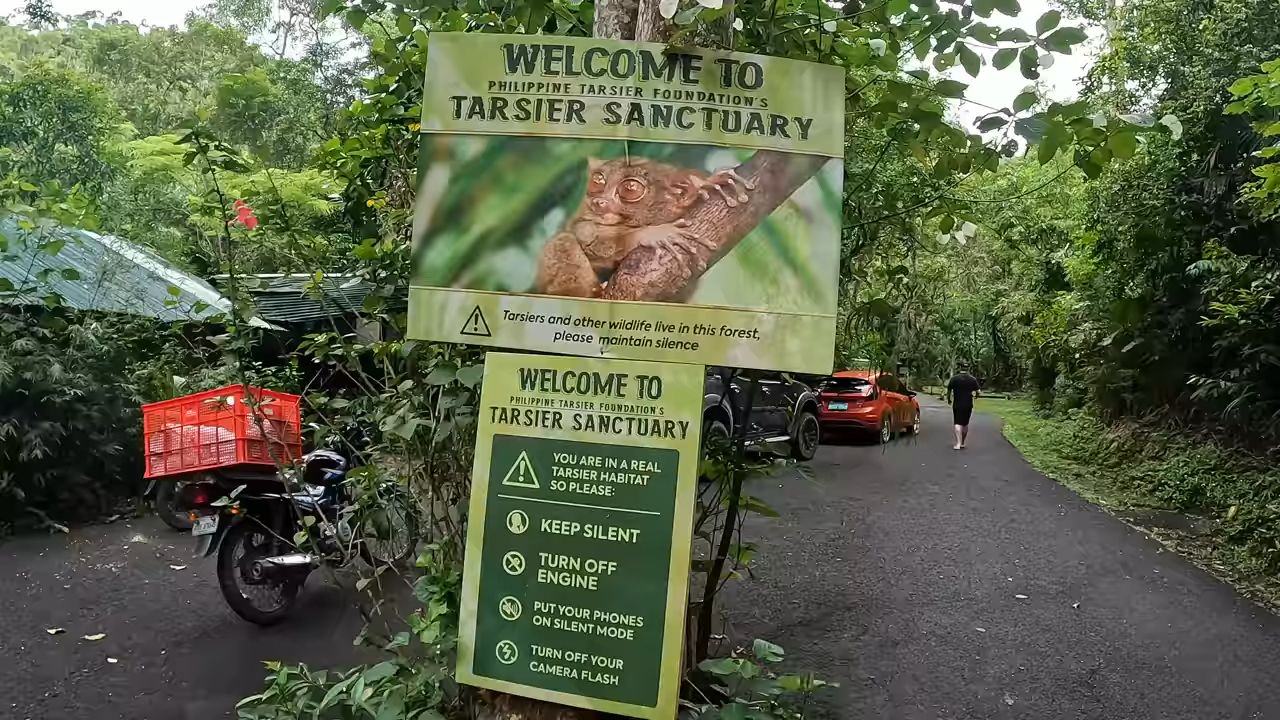 WELCOME TO
PHILIPPINE TARSIER FOUNDATION'S
TARSIER SANCTUARY
Tarsiers and other wildlife live in this forest,
please maintain silence
WELCOME TO
PHILIPPINE TARSIER FOUNDATION'S
TARSIER SANCTUARY
YOU ARE IN A REAL
TARSIER HABITAT
SO PLEASE:
KEEP SILENT
TURN OFF
ENGINE
PUT YOUR PHONES
ON SILENT MODE
TURN OFF YOUR
CAMERA FLASH